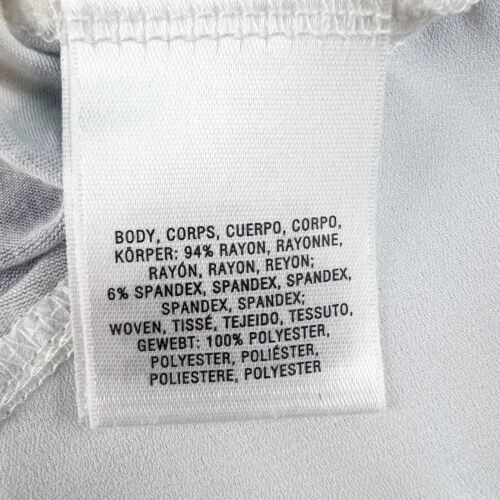 BODY, CORPS, CUERPO, CORPO,
KÖRPER: 94% RAYON, RAYONNE,
RAYÓN, RAYON, REYON;
6% SPANDEX, SPANDEX, SPANDEX,
SPANDEX, SPANDEX;
WOVEN, TISSÉ, TEJEIDO, TESSUTO,
GEWEBT: 100% POLYESTER,
POLYESTER, POLIÉSTER,
POLIESTERE, POLYESTER